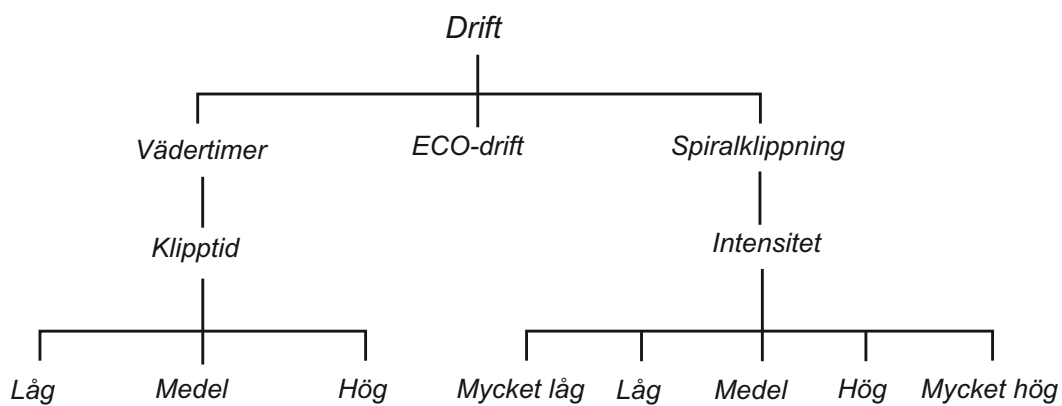 Drift
Vädertimer ECO-drift Spiralklippning
Klipptid Intensitet
Låg Medel Hög Mycket låg Låg Medel Hög Mycket hög